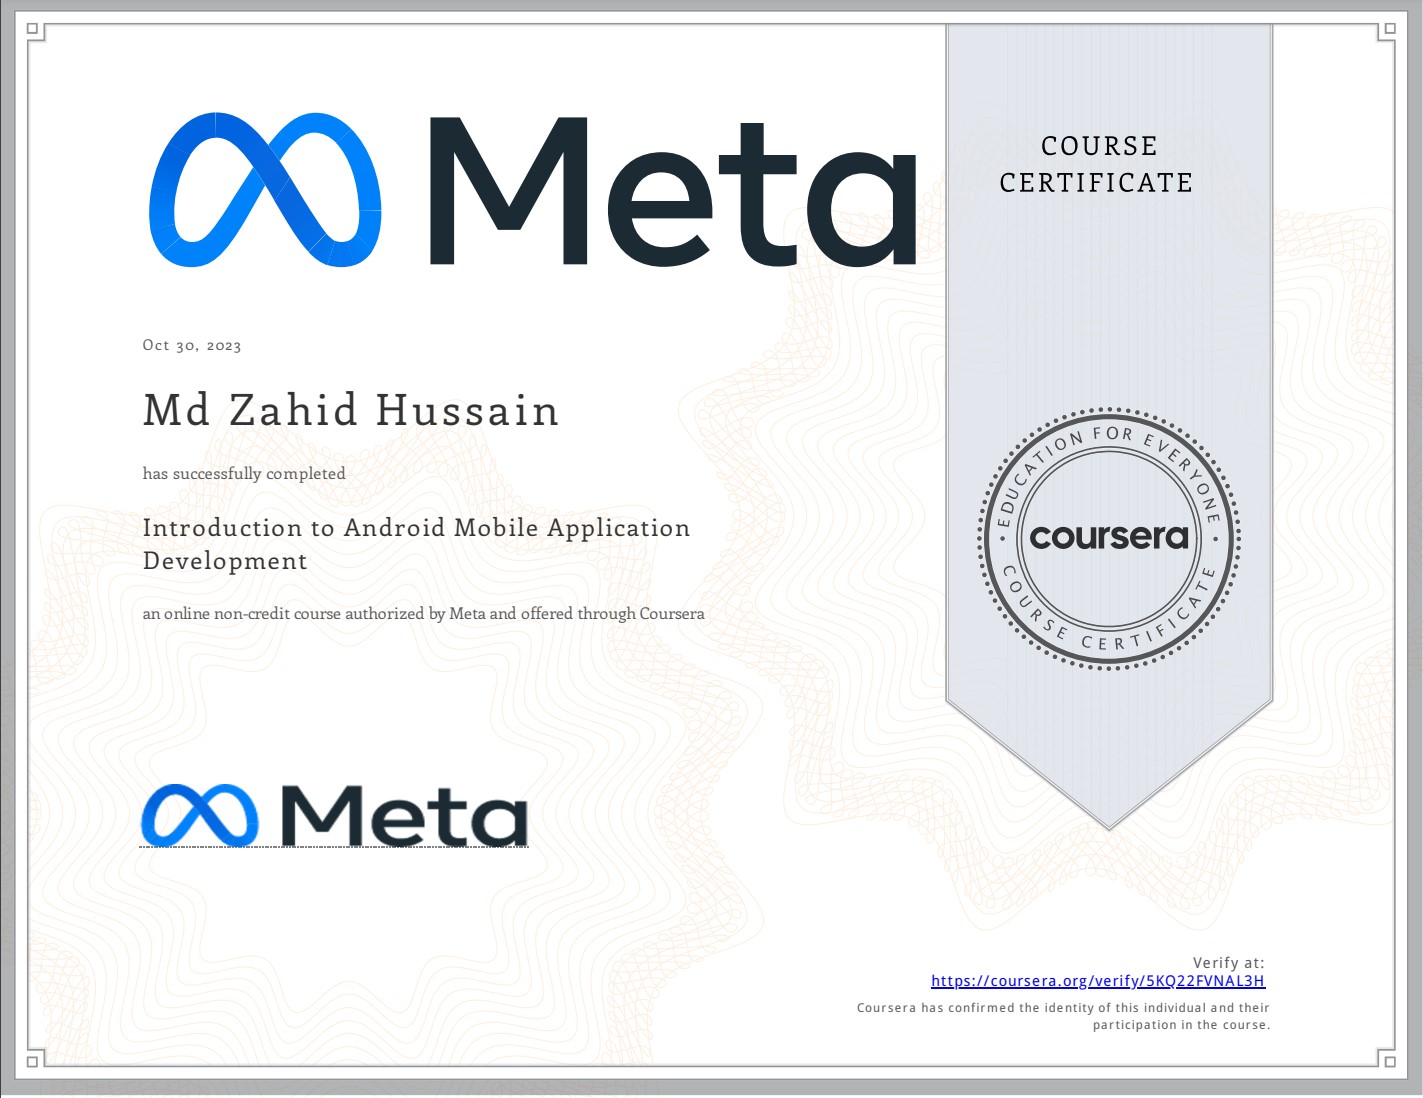 Meta
COURSE
CERTIFICATE
Oct 30, 2023
Md Zahid Hussain
has successfully completed
Introduction to Android Mobile Application
Development
an online non-credit course authorized by Meta and offered through Coursera
EDUCATION FOR EVERYONE
coursera
COURSE CERTIFICATE
Meta
Verify at:
https://coursera.org/verify/5KQ22FVNAL3H
Coursera has confirmed the identity of this individual and their
participation in the course.